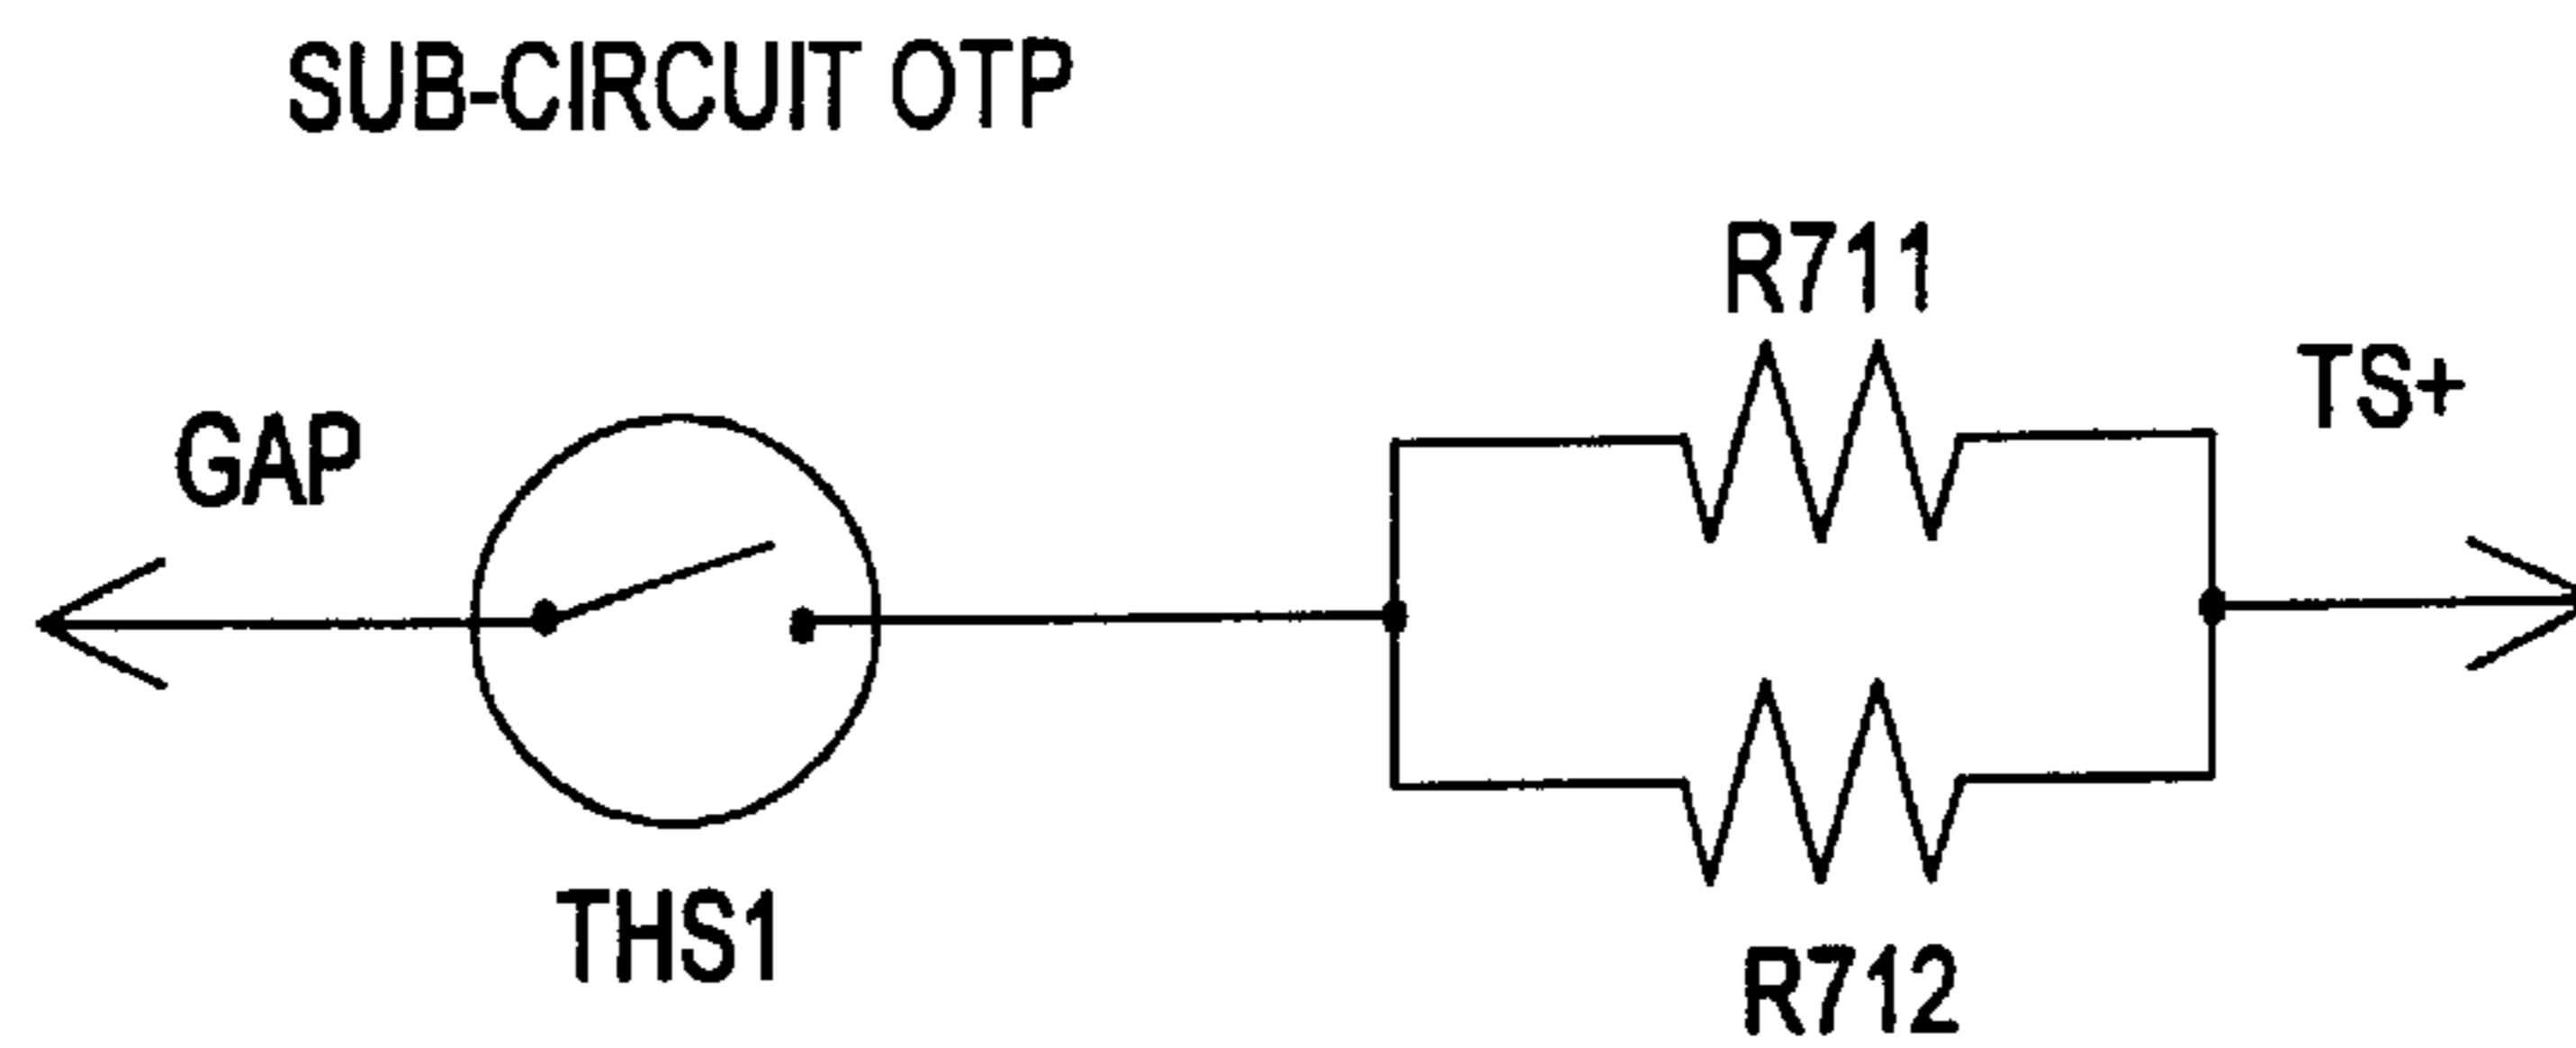 SUB-CIRCUIT OTP
R711
TS+
GAP
THS1
R712